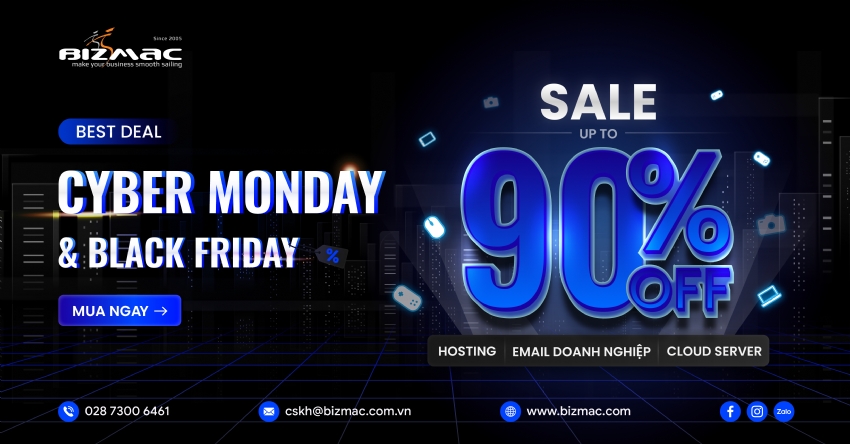 Since 2005
BIZMAC
make your business smooth sailing
BEST DEAL
CYBER MONDAY
& BLACK FRIDAY
%
MUA NGAY
SALE
UP TO
90%
OFF
HOSTING
EMAIL DOANH NGHIỆP
CLOUD SERVER
028 7300 6461
cskh@bizmac.com.vn
www.bizmac.com
Zalo